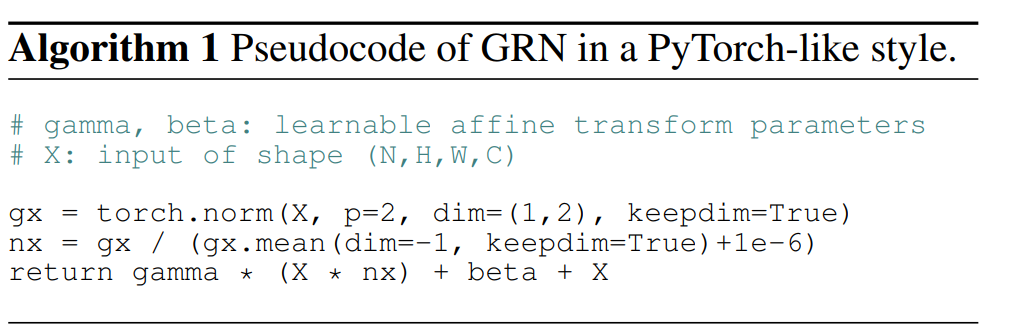 Algorithm 1 Pseudocode of GRN in a PyTorch-like style.
# gamma, beta: learnable affine transform parameters
# X: input of shape (N,H,W,C)
gx = torch.norm(X, p=2, dim=(1,2), keepdim=True)
nx = gx / (gx.mean(dim=-1, keepdim=True)+1e-6)
return gamma * (X * nx) + beta + X